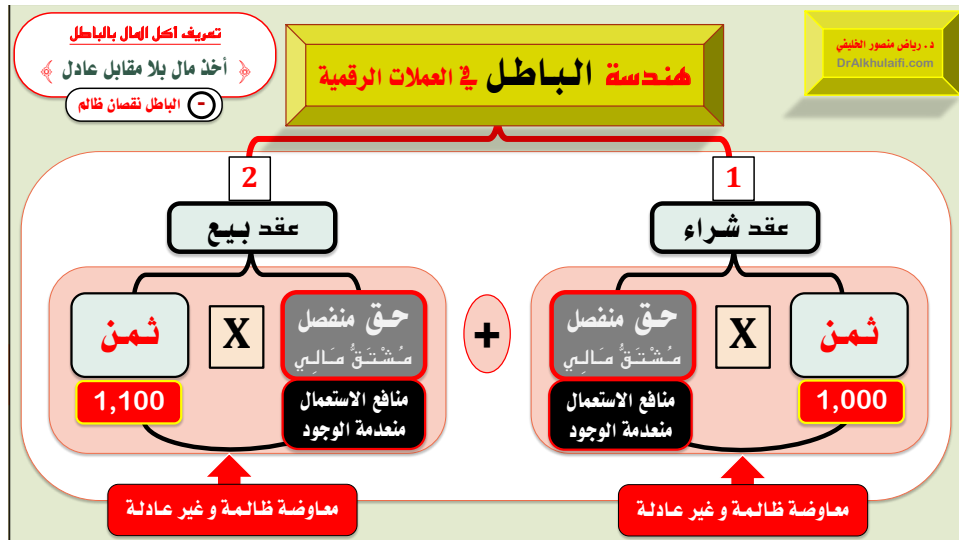 د. رياض منصور الخليفي
DrAlkhulaifi.com
هندسة الباطل في العملات الرقمية
تعريف أكل المال بالباطل
﴿ أخذ مال بلا مقابل عادل ﴾
- الباطل نقصان ظالم
1
عقد شراء
ثمن
X
حق منفصل
مُشْتَقُّ مَالِي
1,000
منافع الاستعمال
منعدمة الوجود
معاوضة ظالمة و غير عادلة
+
2
عقد بيع
حق منفصل
مُشْتَقُّ مَالِي
X
ثمن
منافع الاستعمال
منعدمة الوجود
1,100
معاوضة ظالمة و غير عادلة